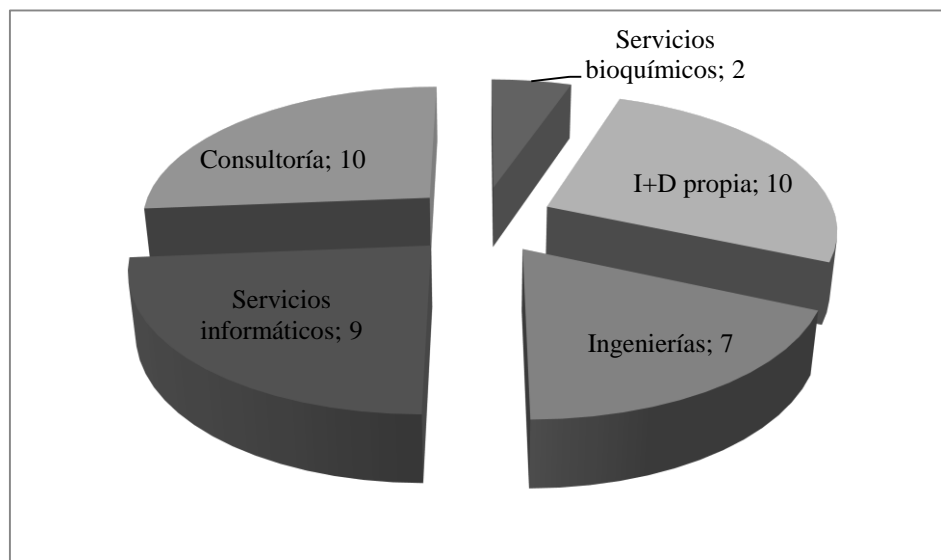 Servicios
bioquímicos; 2
I+D propia; 10
Ingenierías; 7
Servicios
informáticos; 9
Consultoría; 10